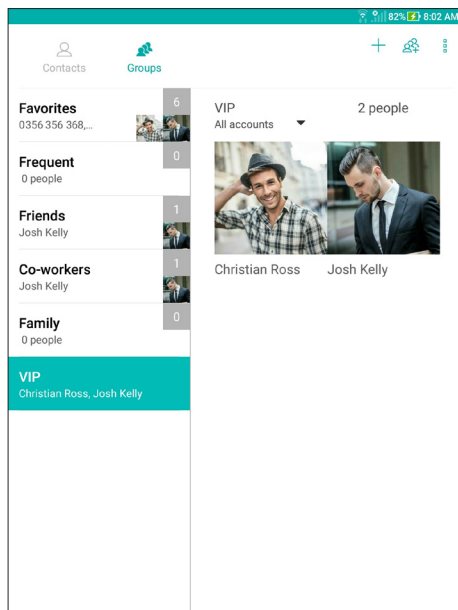 82% 8:02 AM
Contacts
Groups
Favorites
6
0356 356 368,...
Frequent
0
0 people
Friends
1
Josh Kelly
Co-workers
1
Josh Kelly
Family
0
0 people
VIP
Christian Ross, Josh Kelly
VIP 2 people
All accounts
Christian Ross Josh Kelly